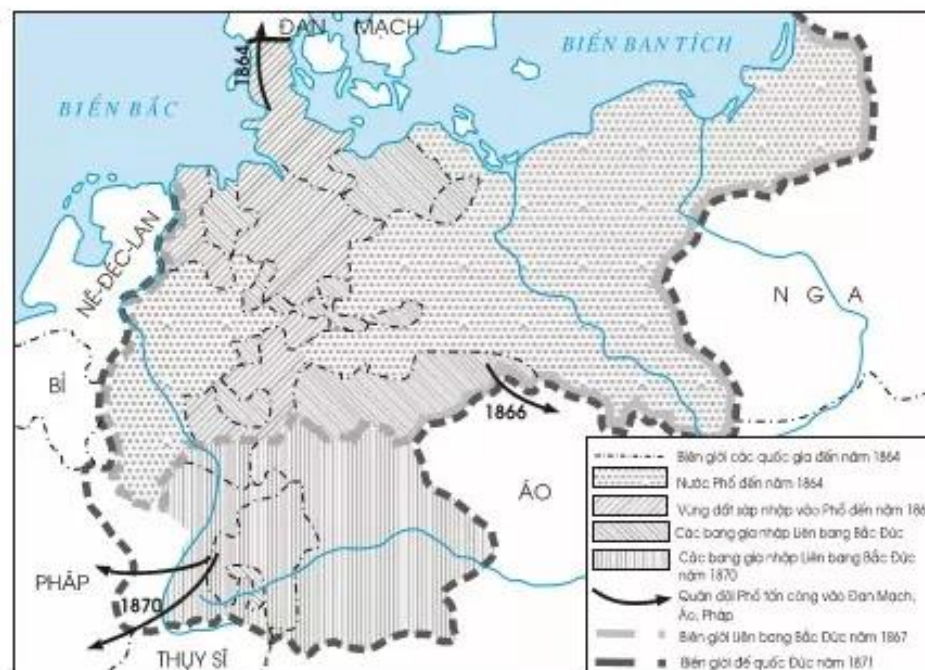 ĐAN MẠCH
1864
BIỂN BAN TÍCH
BIỂN BẮC
NÊ-ĐÉC-LAN
NGA
BỈ
1866
ÁO
PHÁP
1870
THỤY SĨ
Biên giới các quốc gia đến năm 1864
Nước Phổ đến năm 1864
Vùng đất sáp nhập vào Phổ đến năm 186
Các bang gia nhập Liên bang Bắc Đức
Các bang gia nhập Liên bang Bắc Đức
năm 1870
Quân đội Phổ tấn công vào Đan Mạch,
Áo, Pháp
Biên giới Liên bang Bắc Đức năm 1867
Biên giới đế quốc Đức năm 1871